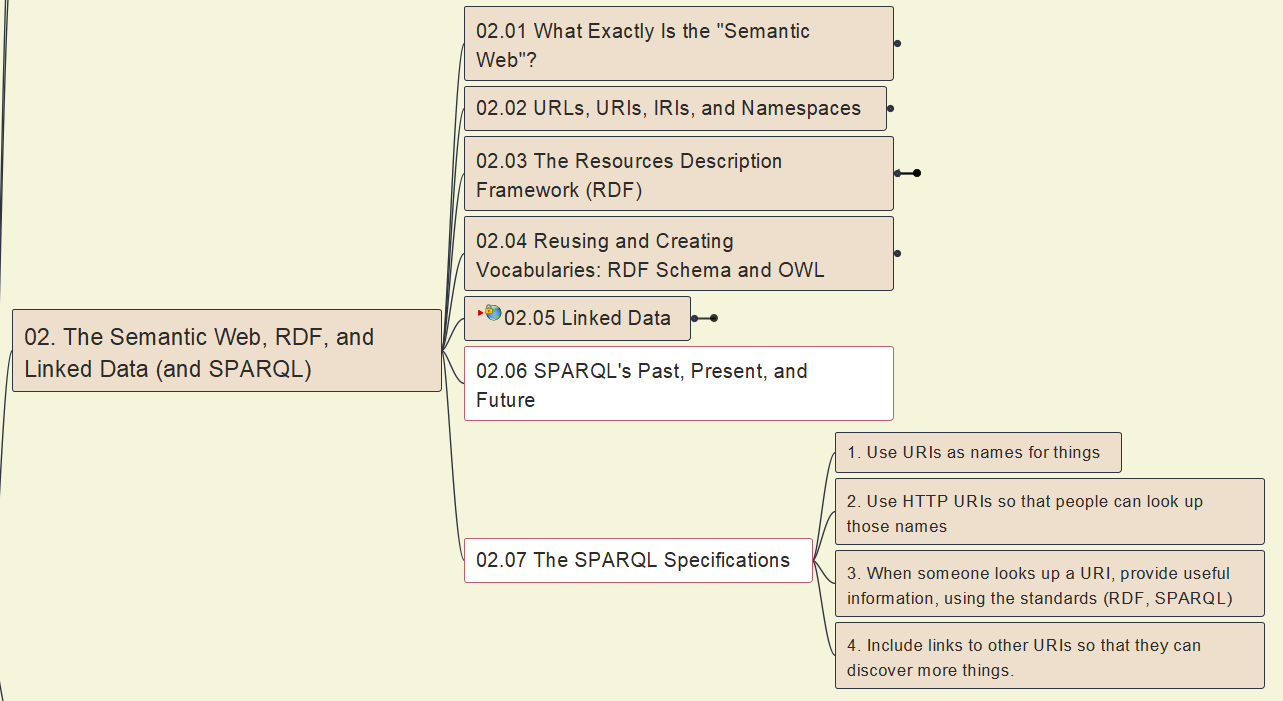 02. The Semantic Web, RDF, and
Linked Data (and SPARQL)
02.01 What Exactly Is the "Semantic
Web"?
02.02 URLs, URIs, IRIs, and Namespaces
02.03 The Resources Description
Framework (RDF)
02.04 Reusing and Creating
Vocabularies: RDF Schema and OWL
02.05 Linked Data
02.06 SPARQL's Past, Present, and
Future
02.07 The SPARQL Specifications
1. Use URIs as names for things
2. Use HTTP URIs so that people can look up
those names
3. When someone looks up a URI, provide useful
information, using the standards (RDF, SPARQL)
4. Include links to other URIs so that they can
discover more things.